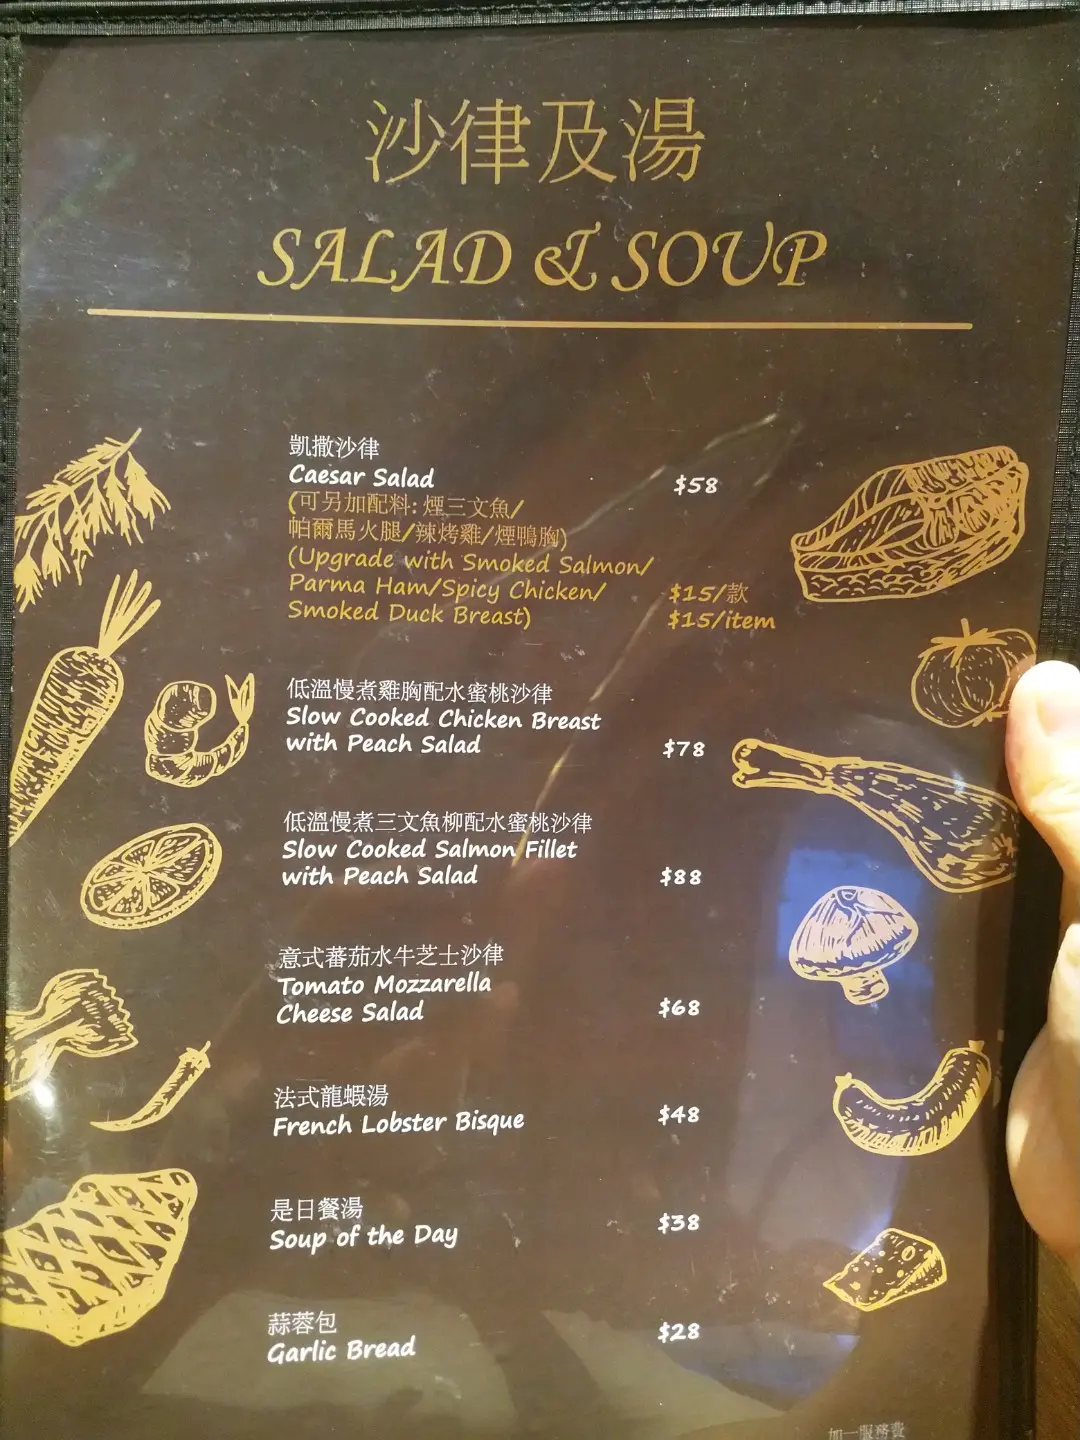 沙律及湯
SALAD & SOUP
凱撒沙律
Caesar Salad $58
(可另加配料: 煙三文魚/
帕爾馬火腿/辣烤雞/煙鴨胸)
(Upgrade with Smoked Salmon/
Parma Ham/Spicy Chicken/ $15/款
Smoked Duck Breast) $15/item
低溫慢煮雞胸配水蜜桃沙律
Slow Cooked Chicken Breast
with Peach Salad $78
低溫慢煮三文魚柳配水蜜桃沙律
Slow Cooked Salmon Fillet
with Peach Salad $88
意式蕃茄水牛芝士沙律
Tomato Mozzarella
Cheese Salad $68
法式龍蝦湯
French Lobster Bisque $48
是日餐湯
Soup of the Day $38
蒜蓉包
Garlic Bread $28
加一服務費